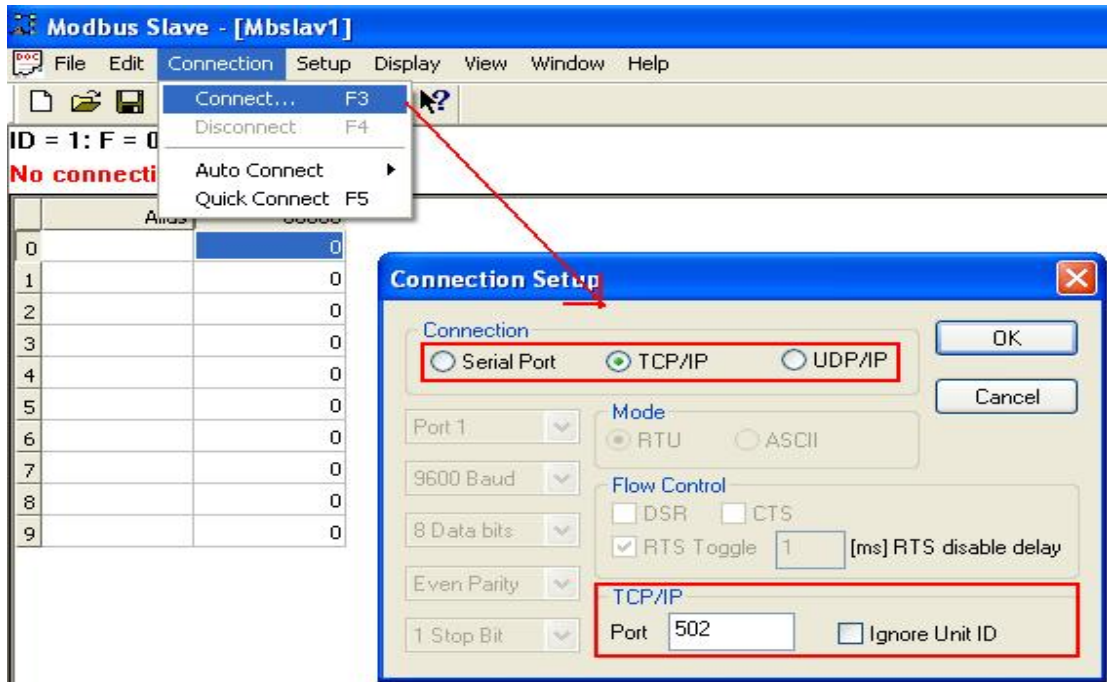 Modbus Slave - [Mbslav1]
File Edit Connection Setup Display View Window Help
Connect... F3
Disconnect F4
Auto Connect
Quick Connect F5
ID = 1: F = 0
No connecti
0 0
1 0
2 0
3 0
4 0
5 0
6 0
7 0
8 0
9 0
Connection Setup
Connection
Serial Port TCP/IP UDP/IP
OK
Cancel
Port 1
9600 Baud
8 Data bits
Even Parity
1 Stop Bit
Mode
RTU ASCII
Flow Control
DSR CTS
RTS Toggle 1 [ms] RTS disable delay
TCP/IP
Port 502 Ignore Unit ID